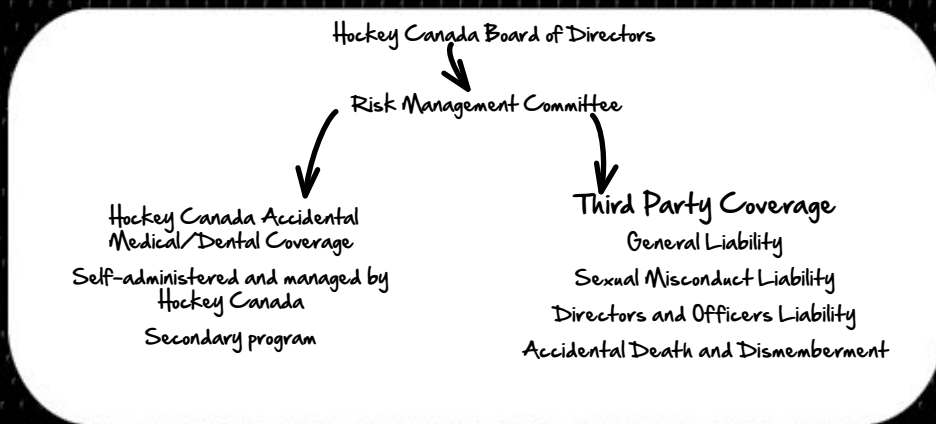 Hockey Canada Board of Directors
Risk Management Committee
Hockey Canada Accidental
Medical/Dental Coverage
Self-administered and managed by
Hockey Canada
Secondary program
Third Party Coverage
General Liability
Sexual Misconduct Liability
Directors and Officers Liability
Accidental Death and Dismemberment